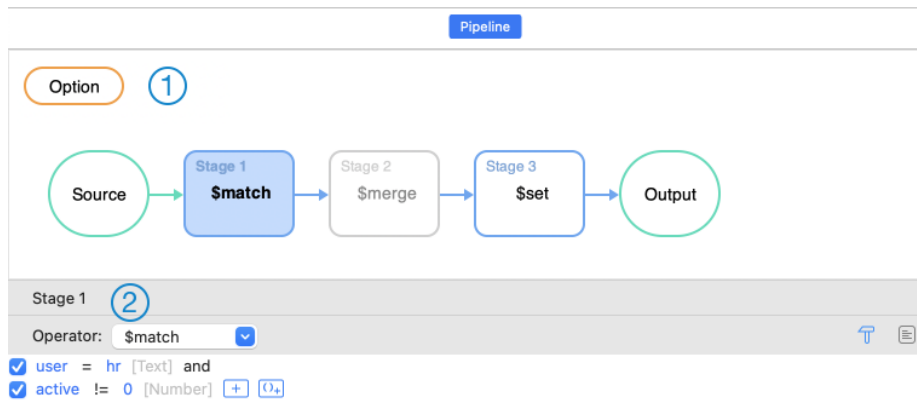 Pipeline
Option 1
Stage 1 Stage 2 Stage 3
Source $match $merge $set Output
Stage 1 2
Operator: $match
user = hr [Text] and
active != 0 [Number] + ()+